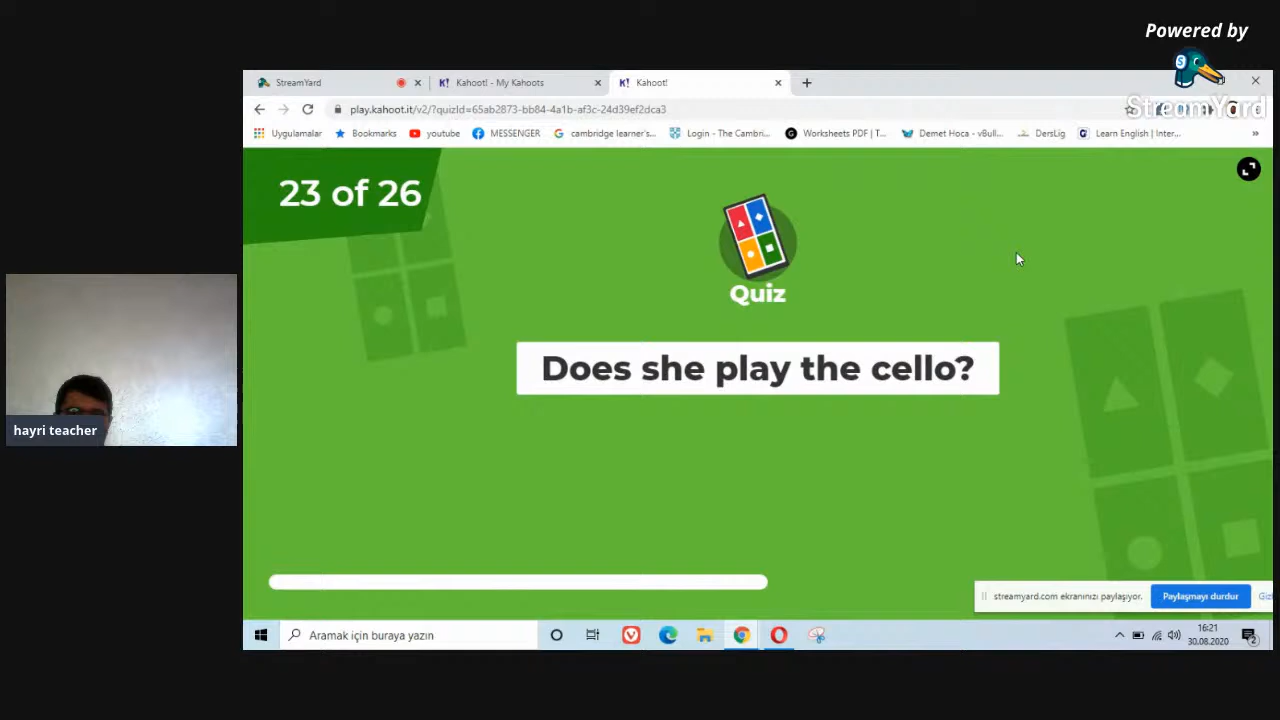 Powered by
StreamYard
StreamYard
Kahoot! - My Kahoots
Kahoot!
play.kahoot.it/v2/?quizId=65ab2873-bb84-4a1b-af3c-24d39ef2dca3
Uygulamalar
Bookmarks
youtube
MESSENGER
cambridge learner's...
Login - The Cambri...
Worksheets PDF | T...
Demet Hoca - vBull...
DersLig
Learn English | Inter...
23 of 26
Quiz
Does she play the cello?
hayri teacher
streamyard.com ekranınızı paylaşıyor.
Paylaşmayı durdur
Giz
Aramak için buraya yazın
16:21
30.08.2020
2